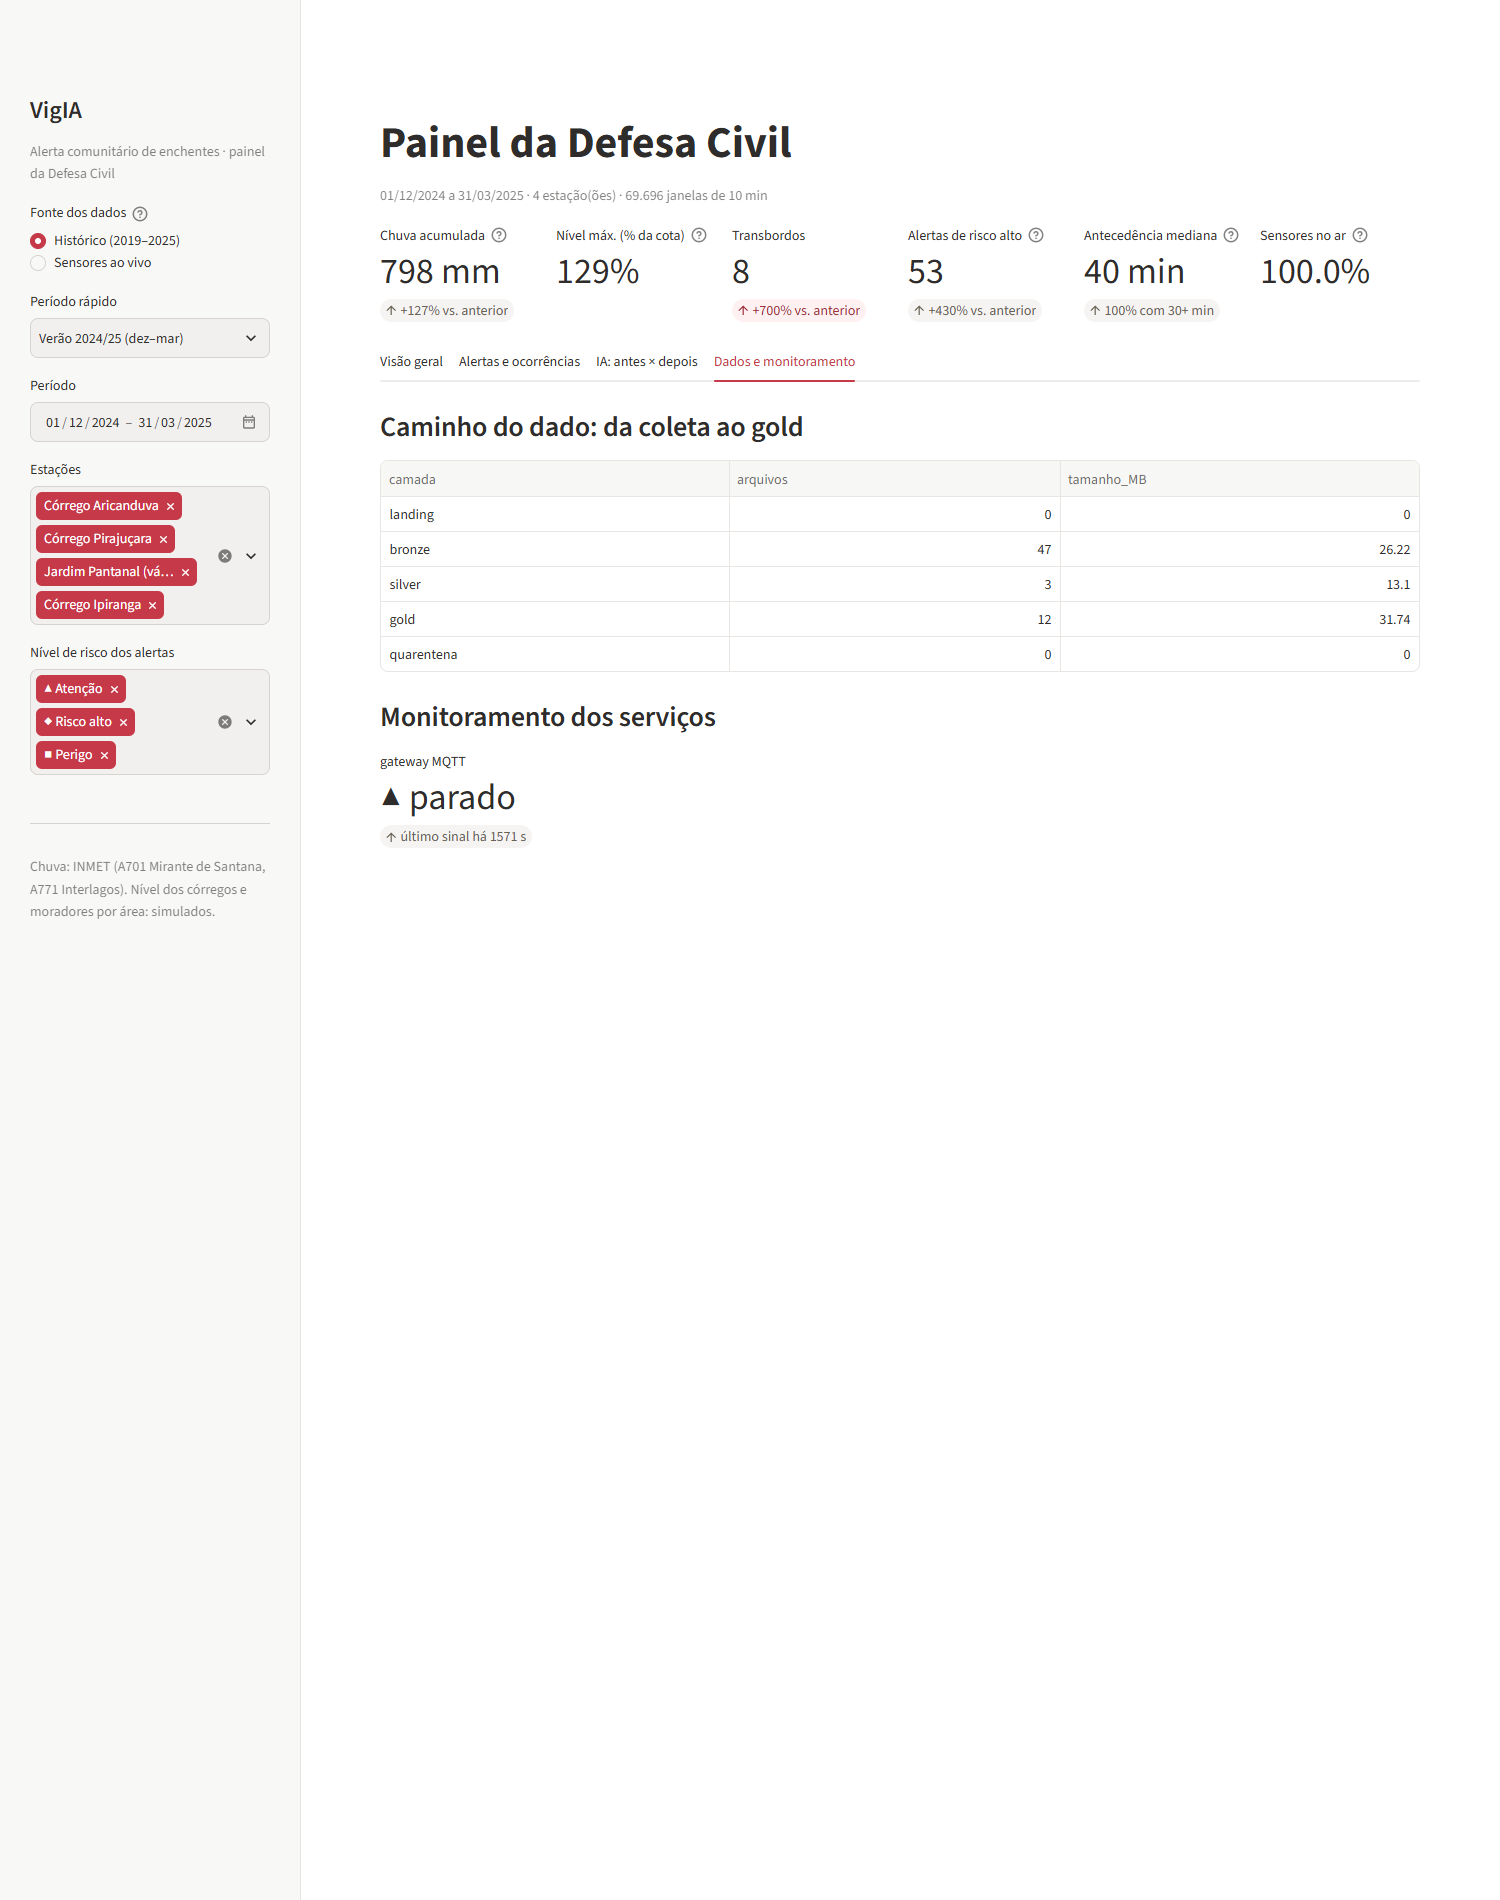 VigIA
Alerta comunitário de enchentes · painel
da Defesa Civil
Fonte dos dados
Histórico (2019–2025)
Sensores ao vivo
Período rápido
Verão 2024/25 (dez–mar)
Período
01 / 12 / 2024 – 31 / 03 / 2025
Estações
Córrego Aricanduva ×
Córrego Pirajuçara ×
Jardim Pantanal (vá... ×
Córrego Ipiranga ×
Nível de risco dos alertas
▲ Atenção ×
◆ Risco alto ×
■ Perigo ×
Chuva: INMET (A701 Mirante de Santana,
A771 Interlagos). Nível dos córregos e
moradores por área: simulados.
Painel da Defesa Civil
01/12/2024 a 31/03/2025 · 4 estação(ões) · 69.696 janelas de 10 min
Chuva acumulada
798 mm
↑ +127% vs. anterior
Nível máx. (% da cota)
129%
Transbordos
8
↑ +700% vs. anterior
Alertas de risco alto
53
↑ +430% vs. anterior
Antecedência mediana
40 min
↑ 100% com 30+ min
Sensores no ar
100.0%
Visão geral Alertas e ocorrências IA: antes × depois Dados e monitoramento
Caminho do dado: da coleta ao gold
camada arquivos tamanho_MB
landing 0 0
bronze 47 26.22
silver 3 13.1
gold 12 31.74
quarentena 0 0
Monitoramento dos serviços
gateway MQTT
▲ parado
↑ último sinal há 1571 s